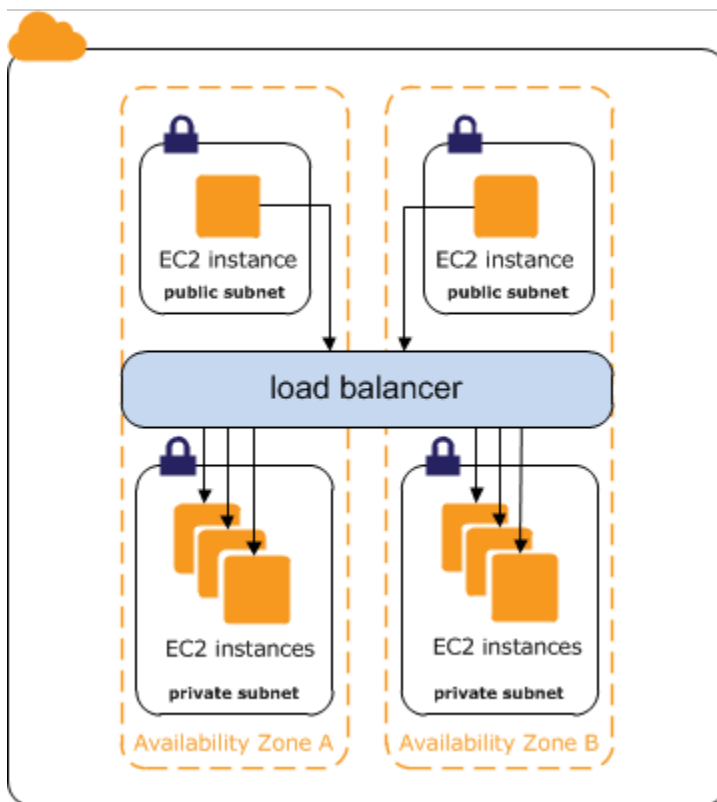 EC2 instance
public subnet
EC2 instance
public subnet
load balancer
EC2 instances
private subnet
EC2 instances
private subnet
Availability Zone A
Availability Zone B